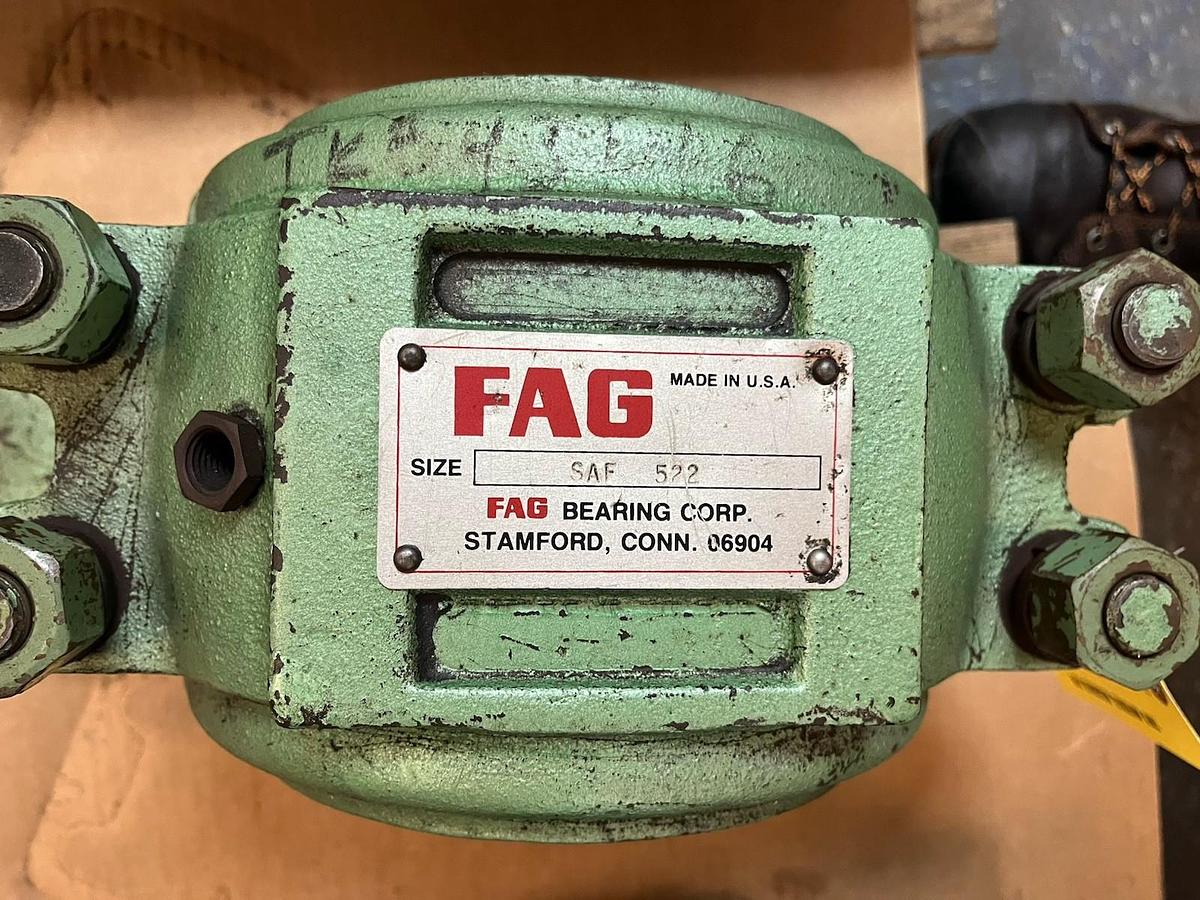 FAG MADE IN U.S.A.
SIZE SAF 522
FAG BEARING CORP.
STAMFORD, CONN. 06904